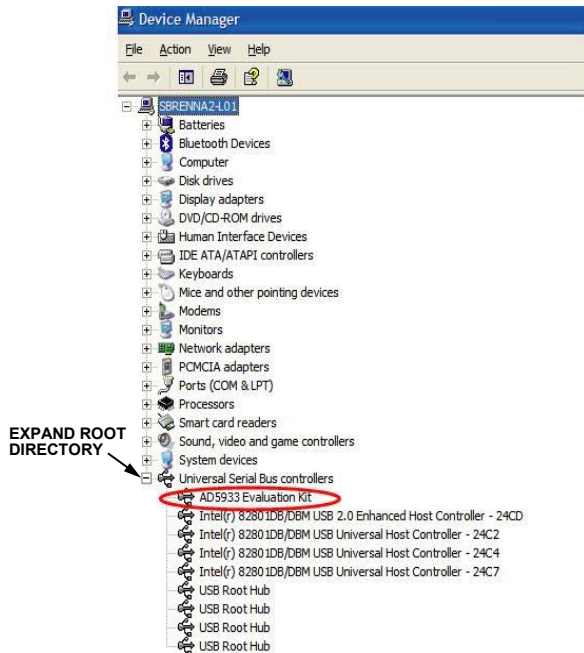 Device Manager
File Action View Help
SBRENNA2-L01
Batteries
Bluetooth Devices
Computer
Disk drives
Display adapters
DVD/CD-ROM drives
Human Interface Devices
IDE ATA/ATAPI controllers
Keyboards
Mice and other pointing devices
Modems
Monitors
Network adapters
PCMCIA adapters
Ports (COM & LPT)
Processors
Smart card readers
Sound, video and game controllers
System devices
EXPAND ROOT
DIRECTORY
Universal Serial Bus controllers
AD5933 Evaluation Kit
Intel(r) 82801DB/DBM USB 2.0 Enhanced Host Controller - 24CD
Intel(r) 82801DB/DBM USB Universal Host Controller - 24C2
Intel(r) 82801DB/DBM USB Universal Host Controller - 24C4
Intel(r) 82801DB/DBM USB Universal Host Controller - 24C7
USB Root Hub
USB Root Hub
USB Root Hub
USB Root Hub